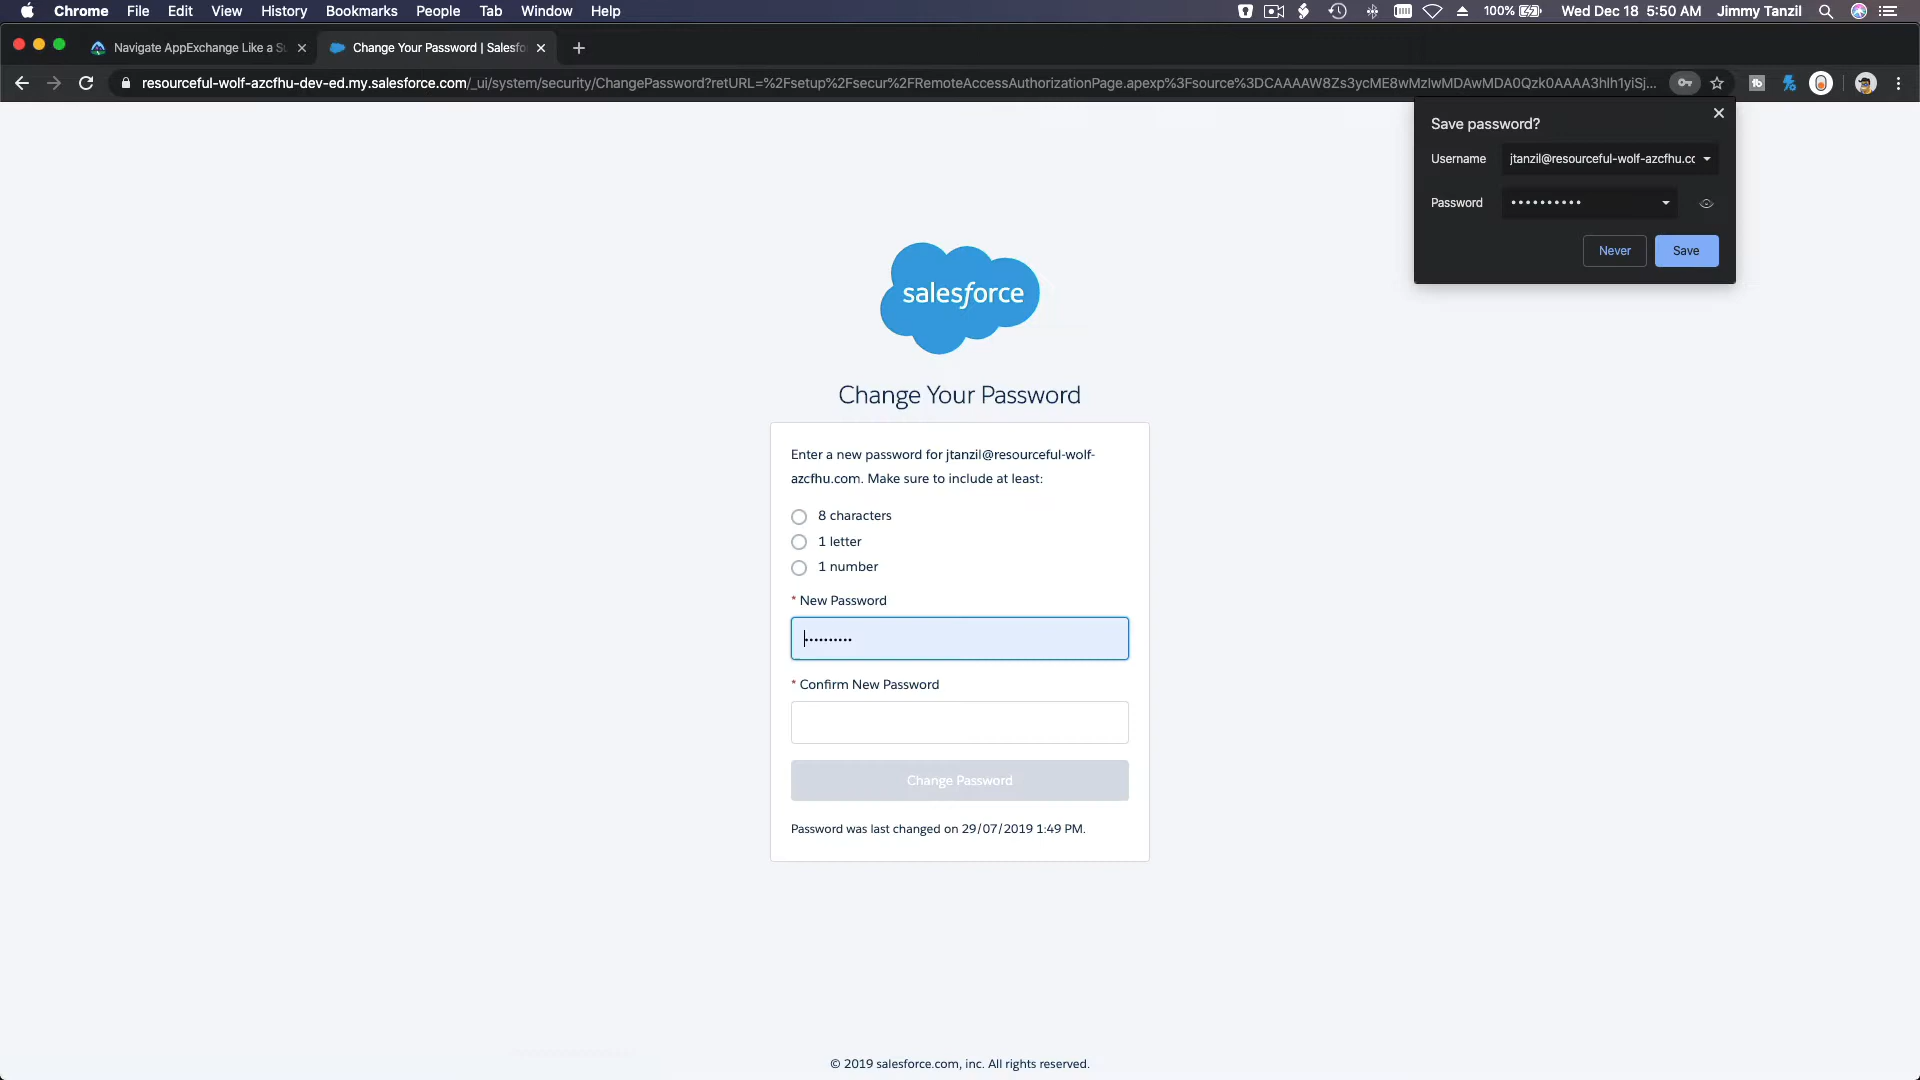 Chrome File Edit View History Bookmarks People Tab Window Help 100% Wed Dec 18 5:50 AM Jimmy Tanzil
Navigate AppExchange Like a Su
Change Your Password | Salesfo
resourceful-wolf-azcfhu-dev-ed.my.salesforce.com/_ui/system/security/ChangePassword?retURL=%2Fsetup%2Fsecur%2FRemoteAccessAuthorizationPage.apexp%3Fsource%3DCAAAAW8Zs3ycME8wMzIwMDAwMDA0Qzk0AAAA3hlh1yiSj...
Save password?
Username jtanzil@resourceful-wolf-azcfhu.cc
Password ••••••••••
Never Save
salesforce
Change Your Password
Enter a new password for jtanzil@resourceful-wolf-
azcfhu.com. Make sure to include at least:
8 characters
1 letter
1 number
* New Password
••••••••••
* Confirm New Password
Change Password
Password was last changed on 29/07/2019 1:49 PM.
© 2019 salesforce.com, inc. All rights reserved.